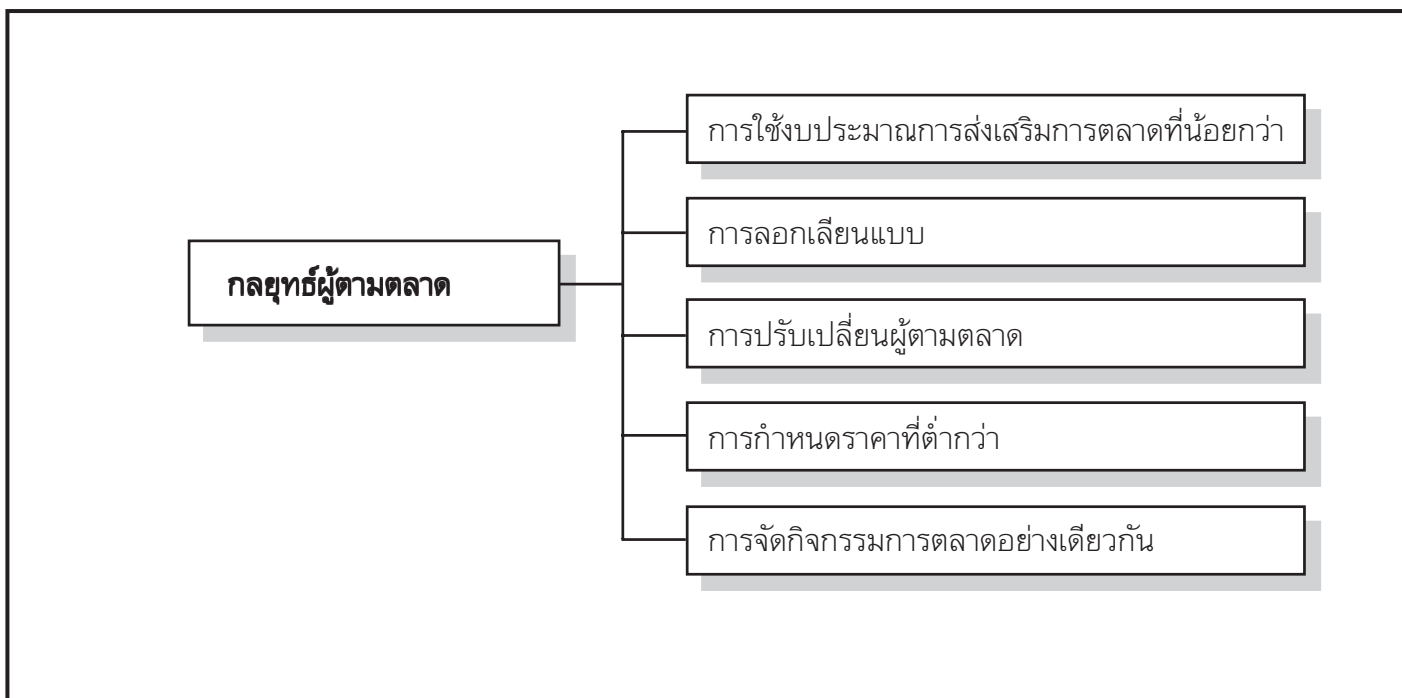 การใช้งบประมาณการส่งเสริมการตลาดที่น้อยกว่า
การลอกเลียนแบบ
กลยุทธ์ผู้ตามตลาด
การปรับเปลี่ยนผู้ตามตลาด
การกำหนดราคาที่ต่ำกว่า
การจัดกิจกรรมการตลาดอย่างเดียวกัน